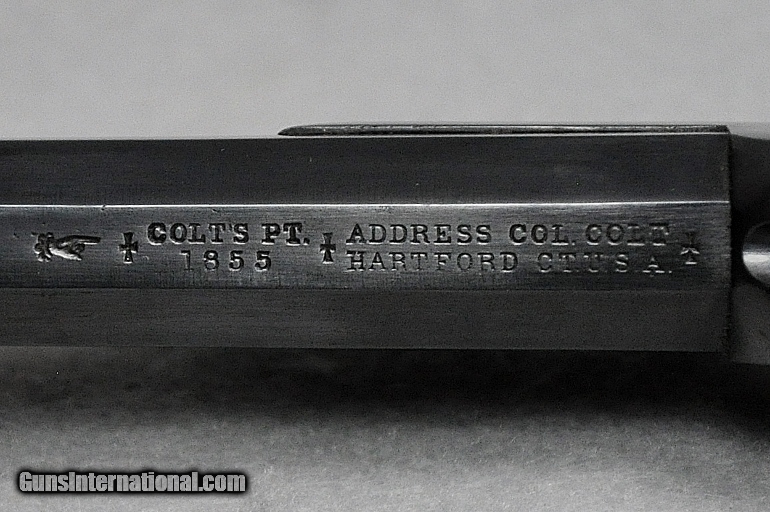 COLT'S PT.
1855
ADDRESS COL. COLT
HARTFORD CT. U.S.A.
GunsInternational.com